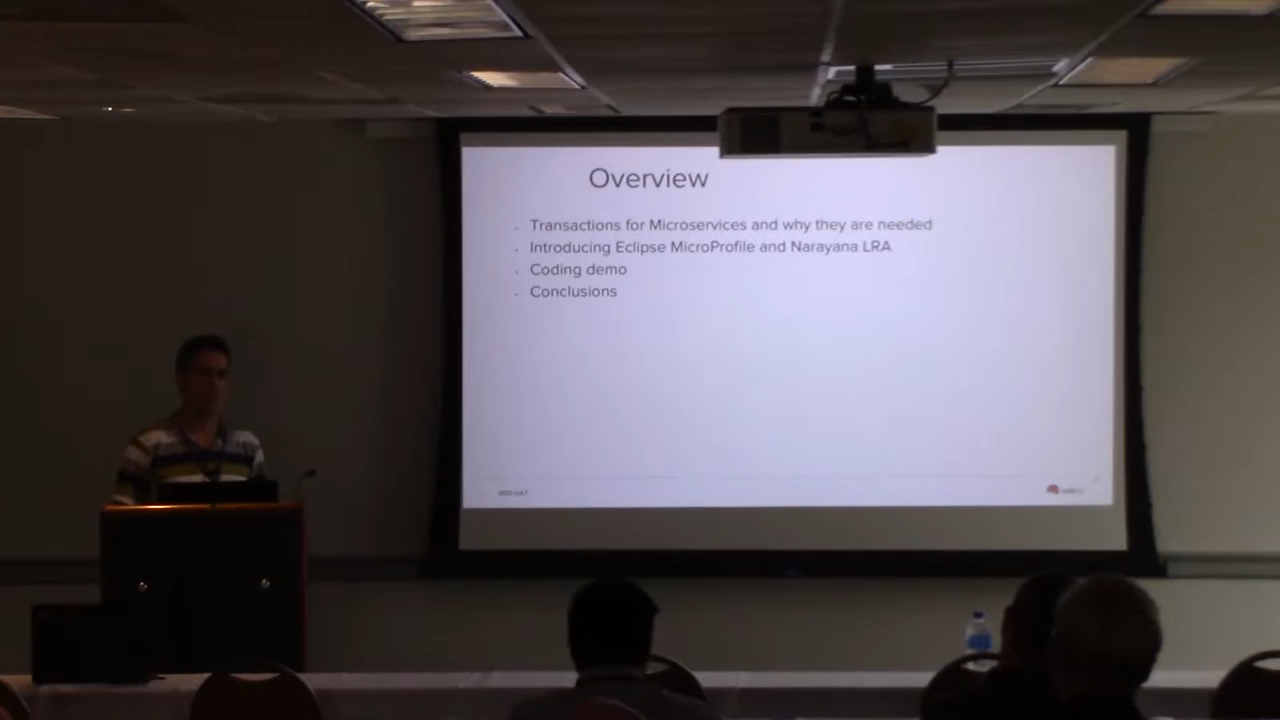 Overview
Transactions for Microservices and why they are needed
Introducing Eclipse MicroProfile and Narayana LRA
Coding demo
Conclusions